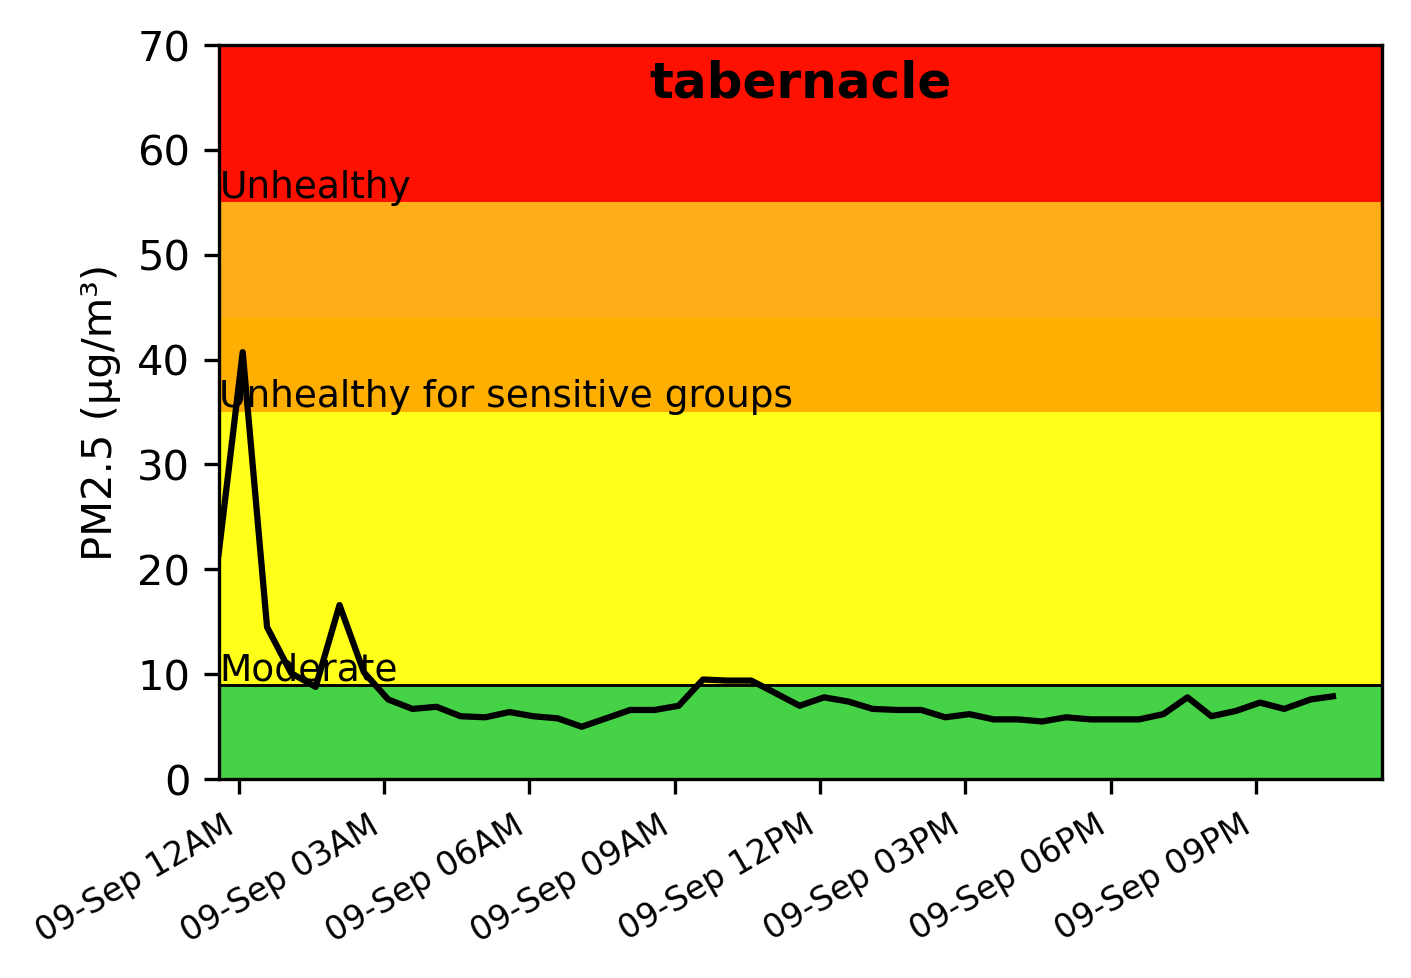 tabernacle
PM2.5 (µg/m³)
70
60
50
40
30
20
10
0
Unhealthy
Unhealthy for sensitive groups
Moderate
09-Sep 12AM
09-Sep 03AM
09-Sep 06AM
09-Sep 09AM
09-Sep 12PM
09-Sep 03PM
09-Sep 06PM
09-Sep 09PM